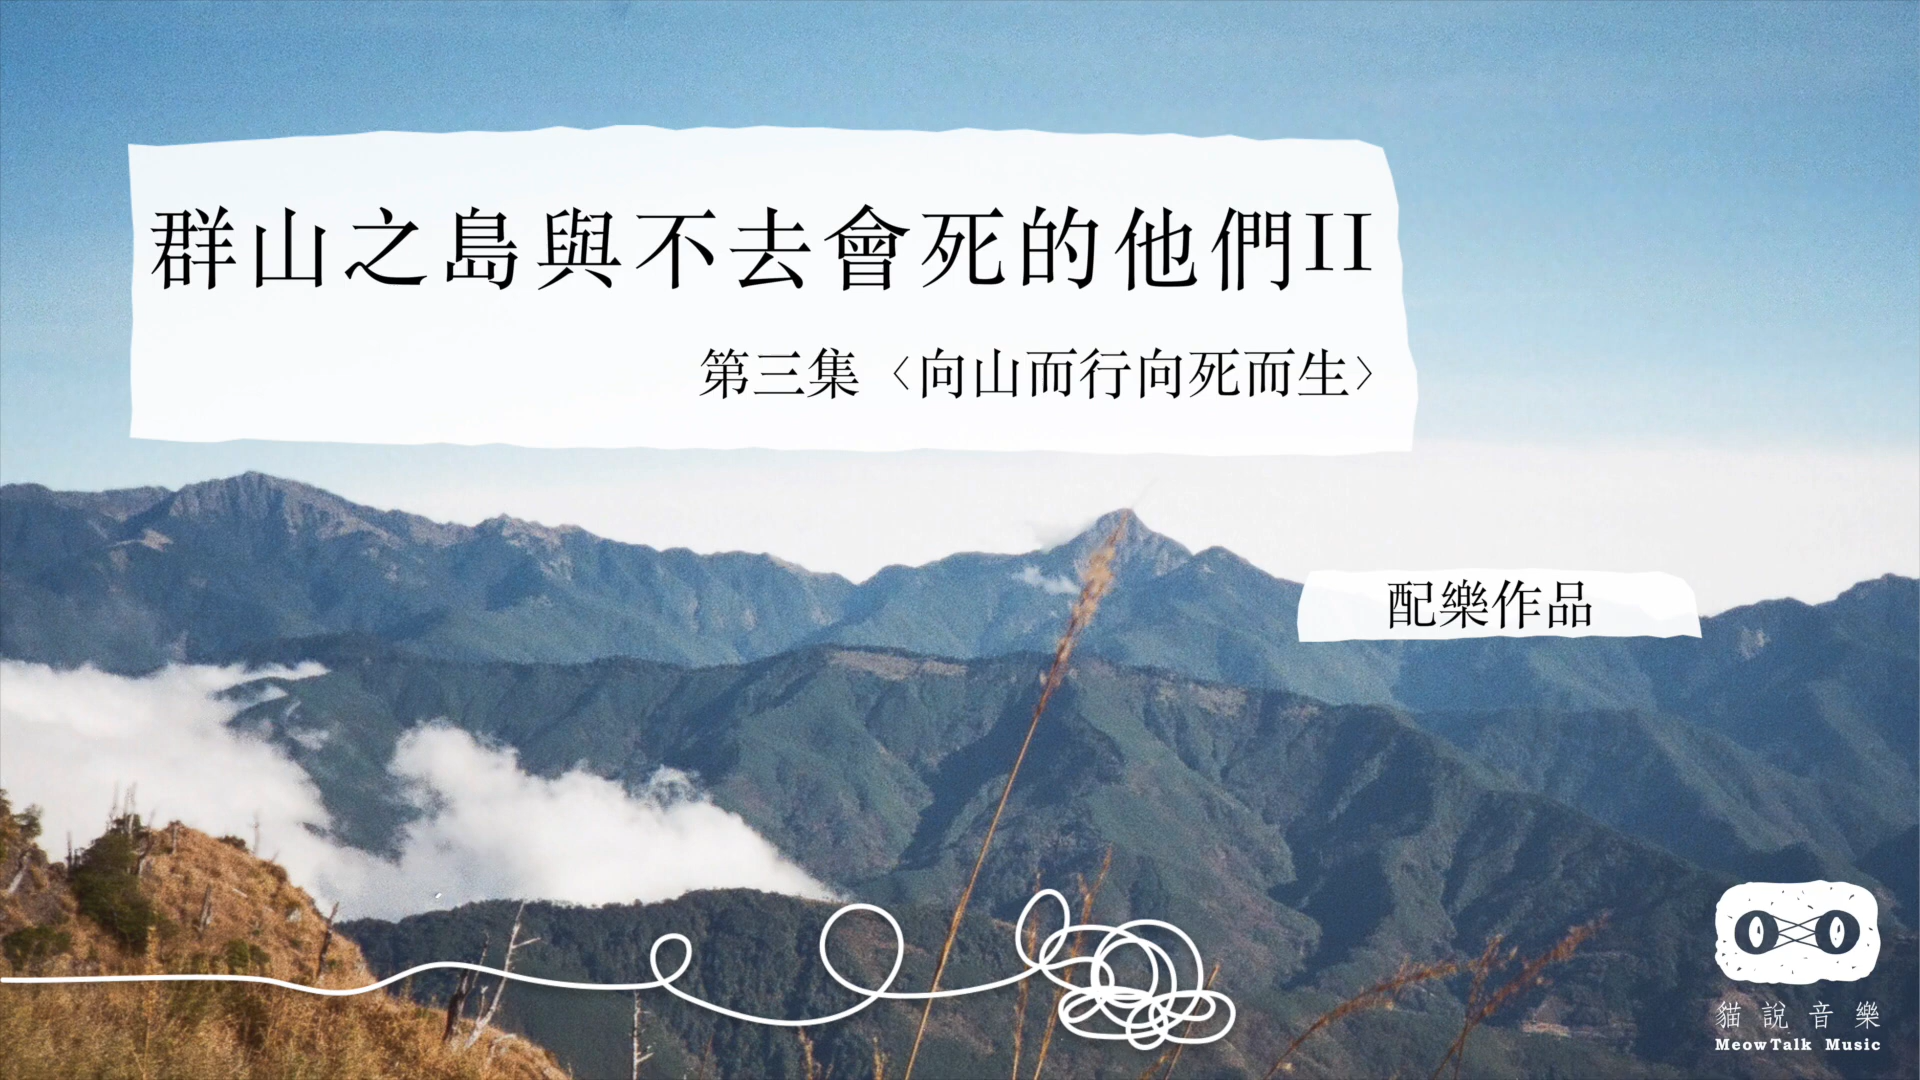 群山之島與不去會死的他們II
第三集〈向山而行向死而生〉
配樂作品
貓說音樂
MeowTalk Music